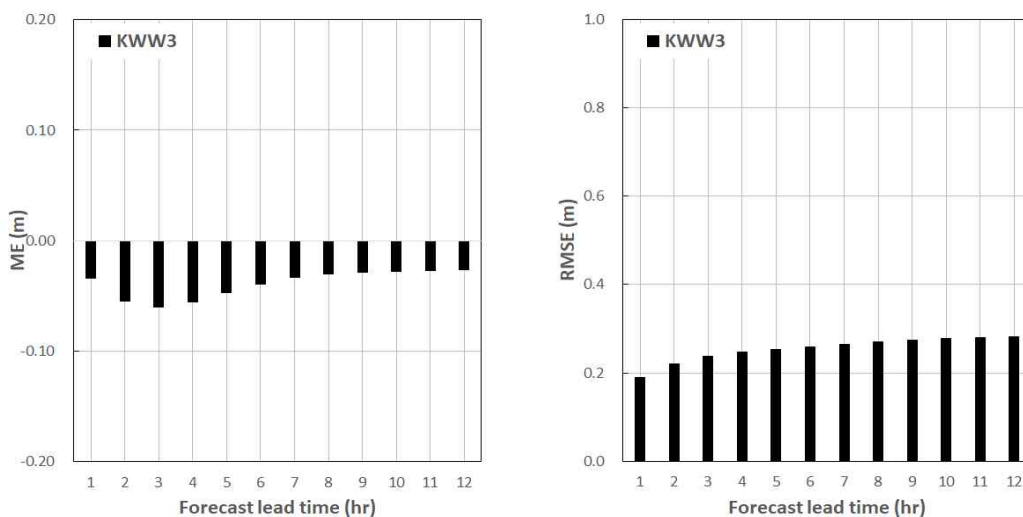 KWW3
0.20
0.10
0.00
-0.10
-0.20
ME (m)
1 2 3 4 5 6 7 8 9 10 11 12
Forecast lead time (hr)
KWW3
1.0
0.8
0.6
0.4
0.2
0.0
RMSE (m)
1 2 3 4 5 6 7 8 9 10 11 12
Forecast lead time (hr)